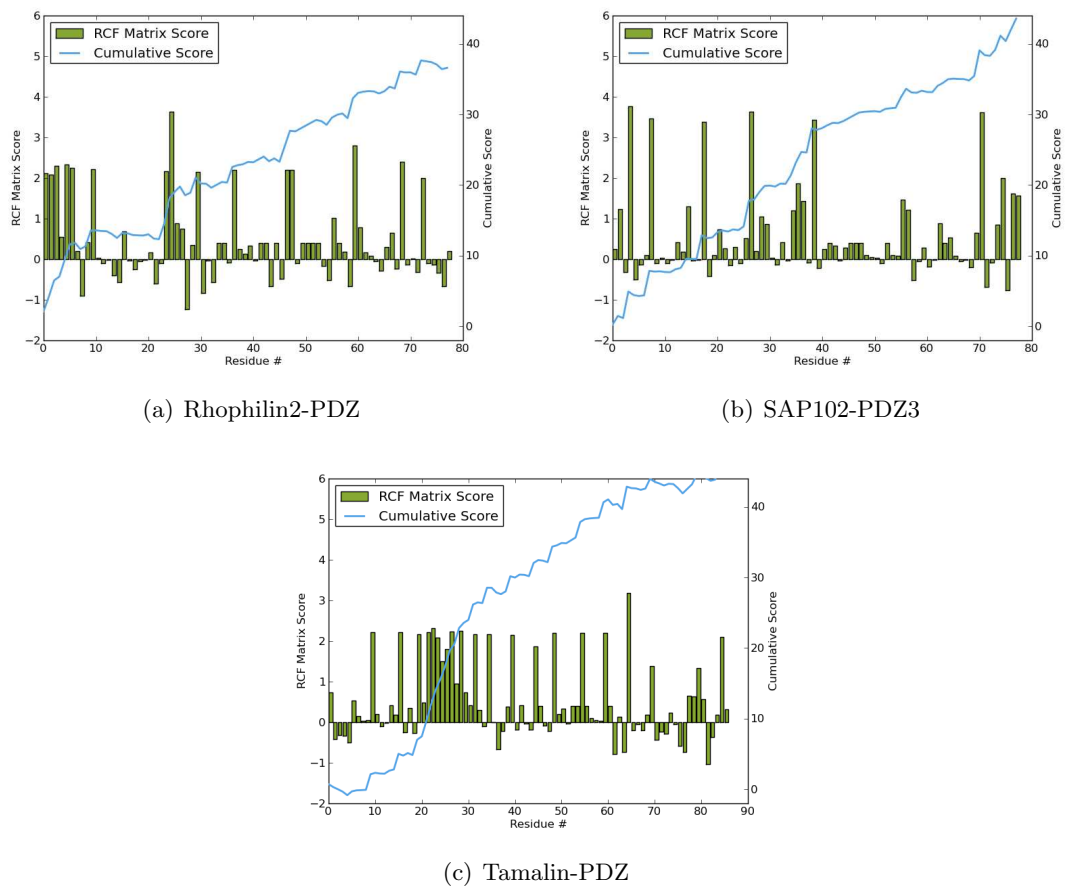 RCF Matrix Score
Cumulative Score
6
5
4
3
2
1
0
−1
−2
RCF Matrix Score
40
30
20
10
0
Cumulative Score
0 10 20 30 40 50 60 70 80
Residue #
(a) Rhophilin2-PDZ
RCF Matrix Score
Cumulative Score
6
5
4
3
2
1
0
−1
−2
RCF Matrix Score
40
30
20
10
0
Cumulative Score
0 10 20 30 40 50 60 70 80
Residue #
(b) SAP102-PDZ3
RCF Matrix Score
Cumulative Score
6
5
4
3
2
1
0
−1
−2
RCF Matrix Score
40
30
20
10
0
Cumulative Score
0 10 20 30 40 50 60 70 80 90
Residue #
(c) Tamalin-PDZ